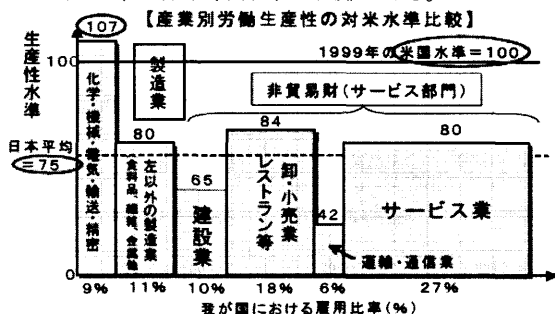 【産業別労働生産性の対米水準比較】
107
生産性水準
100
1999年の米国水準＝100
製造業
非貿易財(サービス部門)
化学・機械・電気・輸送・精密
80
84
80
日本平均
＝75
左以外の製造業
食料品、繊維、金属他
65
建設業
卸・小売業
レストラン等
42
サービス業
運輸・通信業
0
9%
11%
10%
18%
6%
27%
我が国における雇用比率(%)